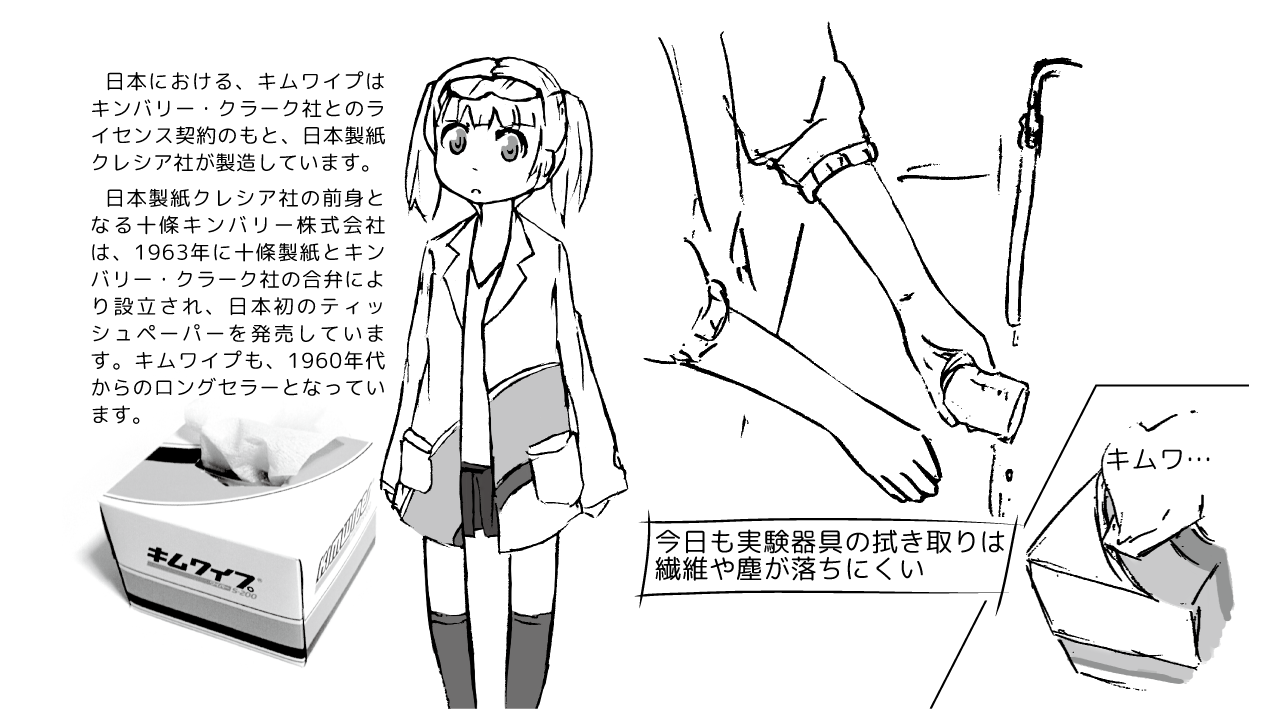 日本における、キムワイプは
キンバリー・クラーク社とのラ
イセンス契約のもと、日本製紙
クレシア社が製造しています。
日本製紙クレシア社の前身と
なる十條キンバリー株式会社
は、1963年に十條製紙とキン
バリー・クラーク社の合弁によ
り設立され、日本初のティッ
シュペーパーを発売していま
す。キムワイプも、1960年代
からのロングセラーとなってい
ます。
キムワイプ
S-200
今日も実験器具の拭き取りは
繊維や塵が落ちにくい
キムワ…